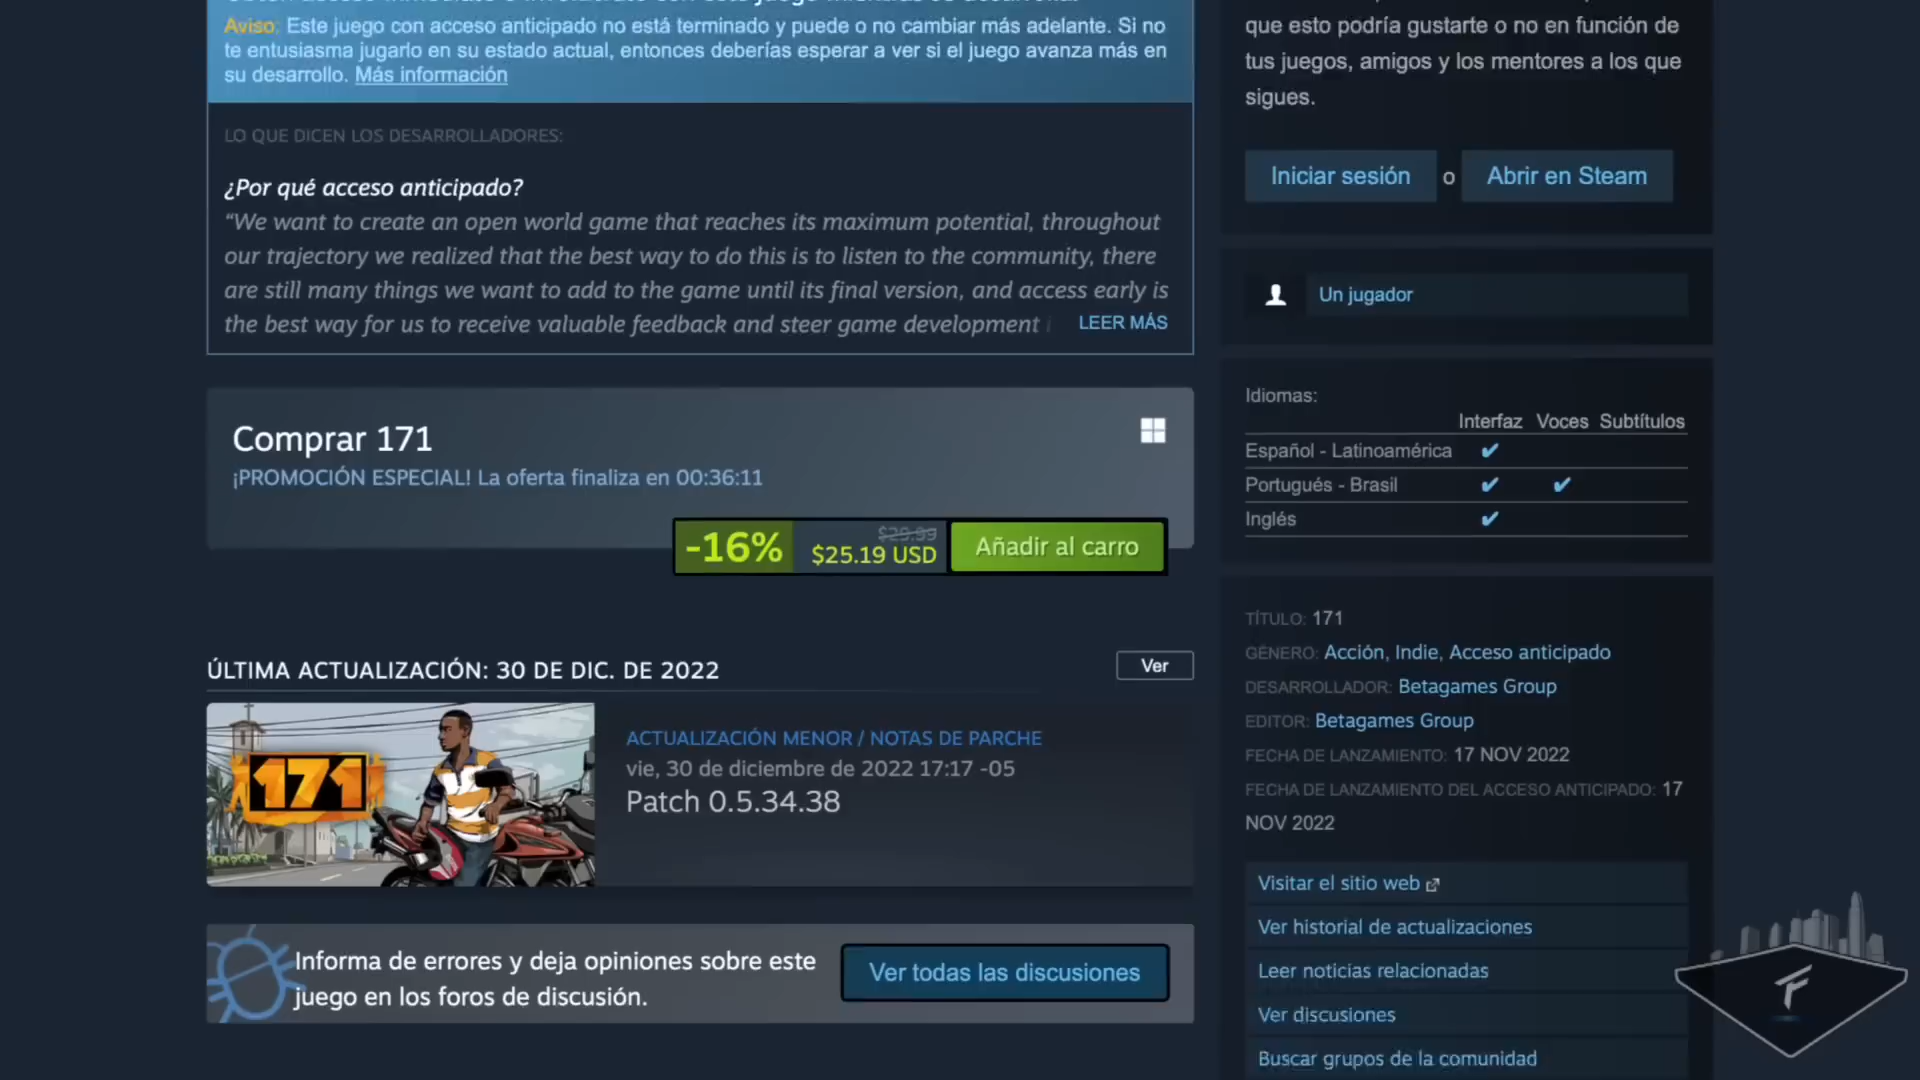 Aviso: Este juego con acceso anticipado no está terminado y puede o no cambiar más adelante. Si no
te entusiasma jugarlo en su estado actual, entonces deberías esperar a ver si el juego avanza más en
su desarrollo. Más información
LO QUE DICEN LOS DESARROLLADORES:
¿Por qué acceso anticipado?
“We want to create an open world game that reaches its maximum potential, throughout
our trajectory we realized that the best way to do this is to listen to the community, there
are still many things we want to add to the game until its final version, and access early is
the best way for us to receive valuable feedback and steer game development
LEER MÁS
Comprar 171
¡PROMOCIÓN ESPECIAL! La oferta finaliza en 00:36:11
-16%
$29.99
$25.19 USD
Añadir al carro
ÚLTIMA ACTUALIZACIÓN: 30 DE DIC. DE 2022
Ver
171
ACTUALIZACIÓN MENOR / NOTAS DE PARCHE
vie, 30 de diciembre de 2022 17:17 -05
Patch 0.5.34.38
Informa de errores y deja opiniones sobre este
juego en los foros de discusión.
Ver todas las discusiones
que esto podría gustarte o no en función de
tus juegos, amigos y los mentores a los que
sigues.
Iniciar sesión o Abrir en Steam
Un jugador
Idiomas:
Interfaz Voces Subtítulos
Español - Latinoamérica ✔
Portugués - Brasil ✔ ✔
Inglés ✔
TÍTULO: 171
GÉNERO: Acción, Indie, Acceso anticipado
DESARROLLADOR: Betagames Group
EDITOR: Betagames Group
FECHA DE LANZAMIENTO: 17 NOV 2022
FECHA DE LANZAMIENTO DEL ACCESO ANTICIPADO: 17
NOV 2022
Visitar el sitio web
Ver historial de actualizaciones
Leer noticias relacionadas
Ver discusiones
Buscar grupos de la comunidad